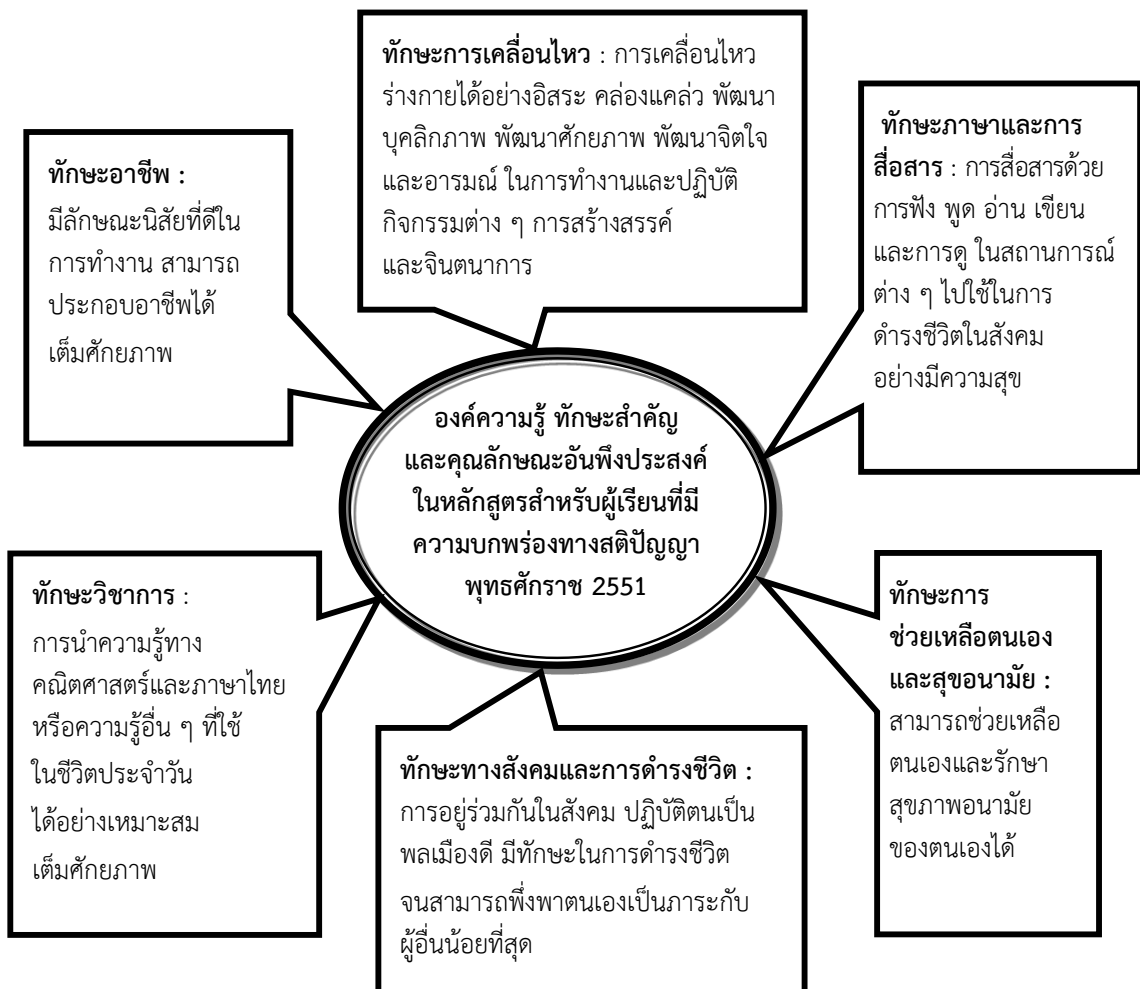 ทักษะการเคลื่อนไหว : การเคลื่อนไหว
ร่างกายได้อย่างอิสระ คล่องแคล่ว พัฒนา
บุคลิกภาพ พัฒนาศักยภาพ พัฒนาจิตใจ
และอารมณ์ ในการทำงานและปฏิบัติ
กิจกรรมต่าง ๆ การสร้างสรรค์
และจินตนาการ
ทักษะอาชีพ :
มีลักษณะนิสัยที่ดีใน
การทำงาน สามารถ
ประกอบอาชีพได้
เต็มศักยภาพ
ทักษะภาษาและการ
สื่อสาร : การสื่อสารด้วย
การฟัง พูด อ่าน เขียน
และการดู ในสถานการณ์
ต่าง ๆ ไปใช้ในการ
ดำรงชีวิตในสังคม
อย่างมีความสุข
องค์ความรู้ ทักษะสำคัญ
และคุณลักษณะอันพึงประสงค์
ในหลักสูตรสำหรับผู้เรียนที่มี
ความบกพร่องทางสติปัญญา
พุทธศักราช 2551
ทักษะวิชาการ :
การนำความรู้ทาง
คณิตศาสตร์และภาษาไทย
หรือความรู้อื่น ๆ ที่ใช้
ในชีวิตประจำวัน
ได้อย่างเหมาะสม
เต็มศักยภาพ
ทักษะทางสังคมและการดำรงชีวิต :
การอยู่ร่วมกันในสังคม ปฏิบัติตนเป็น
พลเมืองดี มีทักษะในการดำรงชีวิต
จนสามารถพึ่งพาตนเองเป็นภาระกับ
ผู้อื่นน้อยที่สุด
ทักษะการ
ช่วยเหลือตนเอง
และสุขอนามัย :
สามารถช่วยเหลือ
ตนเองและรักษา
สุขภาพอนามัย
ของตนเองได้